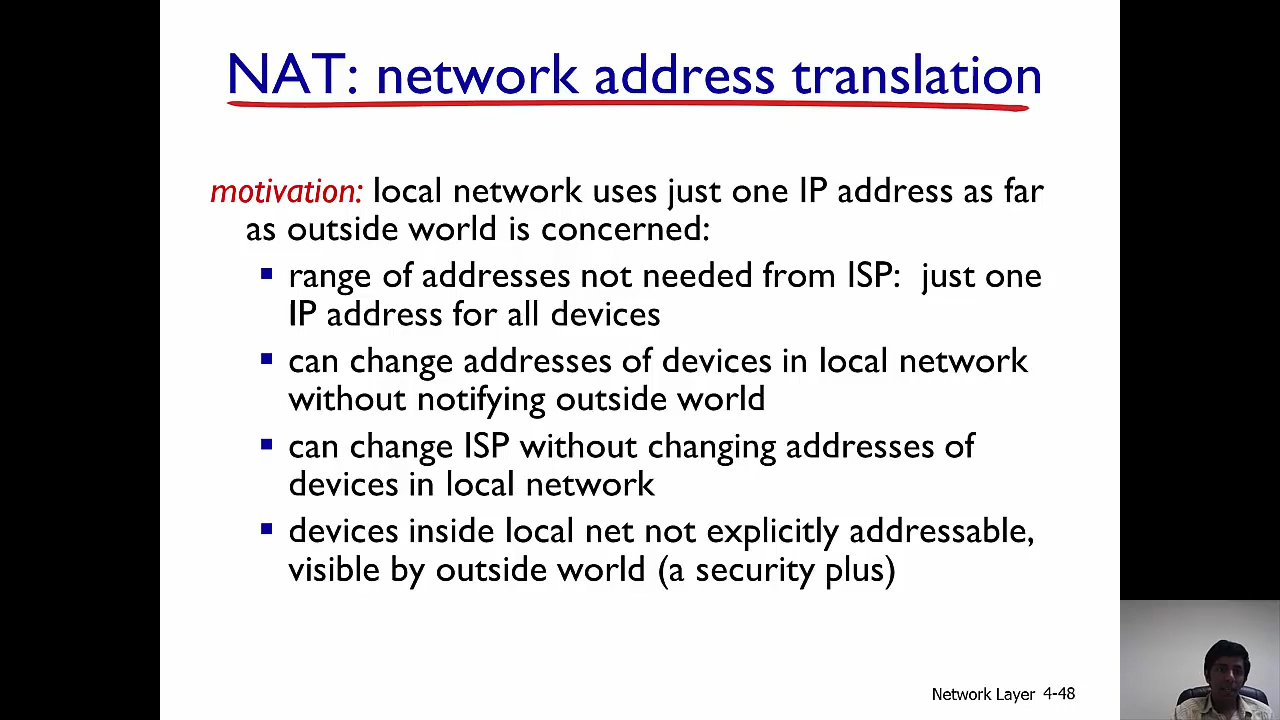 NAT: network address translation
motivation: local network uses just one IP address as far
as outside world is concerned:
▪ range of addresses not needed from ISP: just one
IP address for all devices
▪ can change addresses of devices in local network
without notifying outside world
▪ can change ISP without changing addresses of
devices in local network
▪ devices inside local net not explicitly addressable,
visible by outside world (a security plus)
Network Layer 4-48